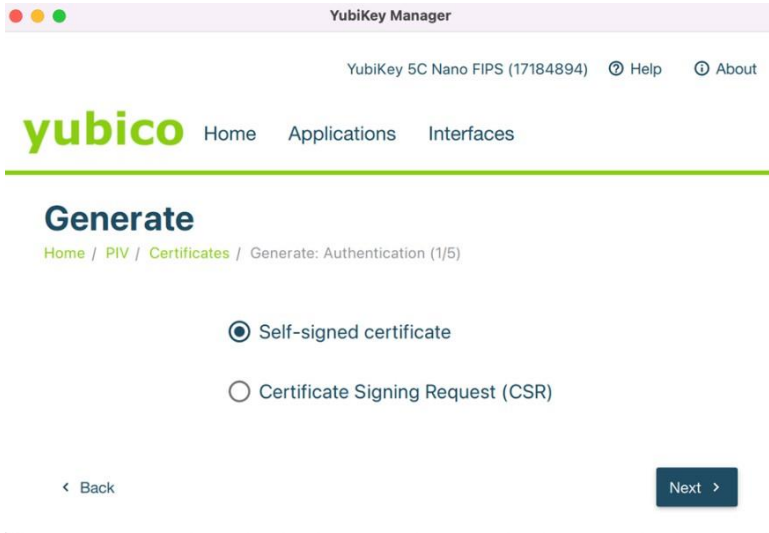 YubiKey Manager
YubiKey 5C Nano FIPS (17184894) Help About
yubico Home Applications Interfaces
Generate
Home / PIV / Certificates / Generate: Authentication (1/5)
Self-signed certificate
Certificate Signing Request (CSR)
Back Next